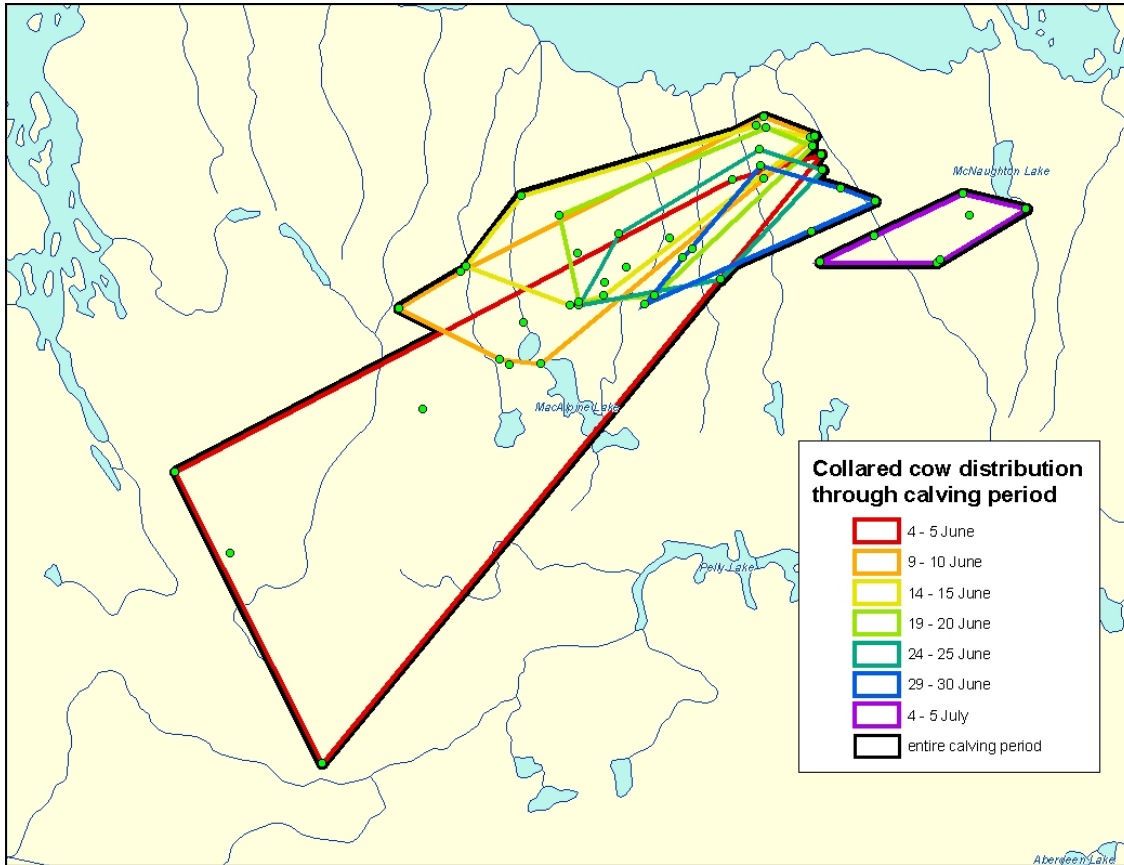 McNaughton Lake
MacAlpine Lake
Pelly Lake
Collared cow distribution
through calving period
4 - 5 June
9 - 10 June
14 - 15 June
19 - 20 June
24 - 25 June
29 - 30 June
4 - 5 July
entire calving period
Aberdeen Lake